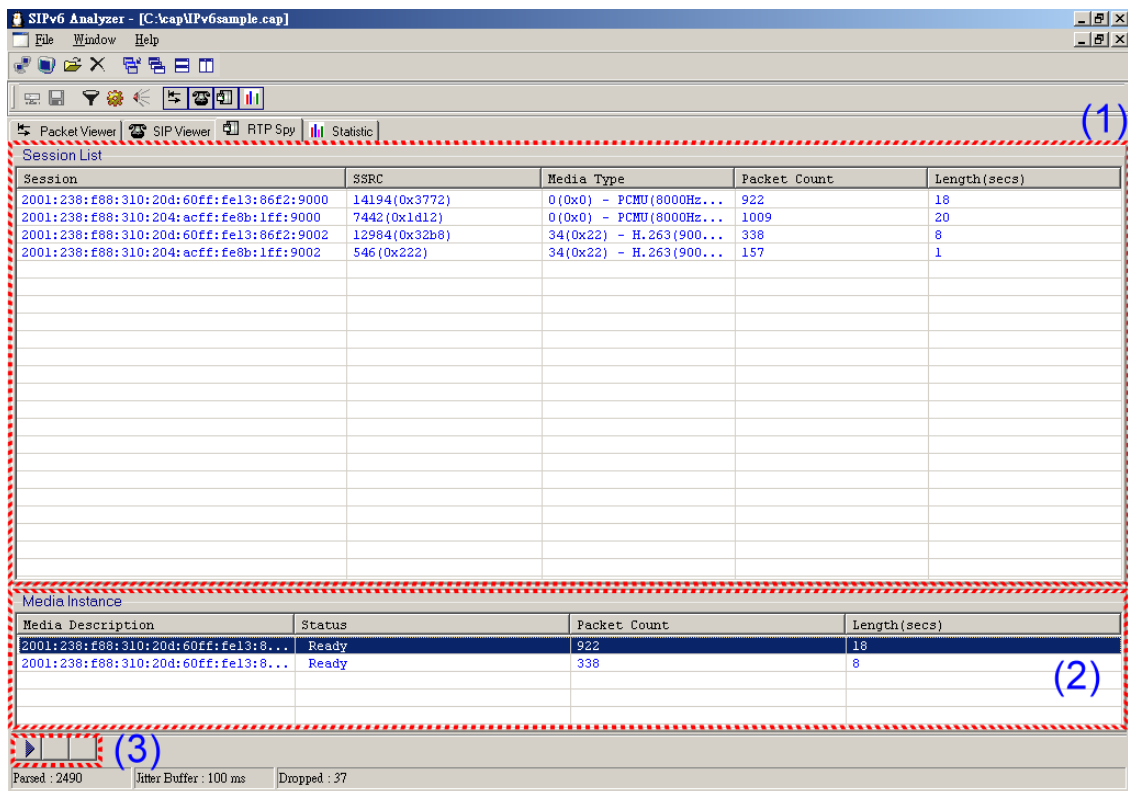 SIPv6 Analyzer - [C:\cap\IPv6sample.cap]
File Window Help
Packet Viewer SIP Viewer RTP Spy Statistic
(1)
Session List
Session SSRC Media Type Packet Count Length(secs)
2001:238:f88:310:20d:60ff:fe13:86f2:9000 14194(0x3772) 0(0x0) - PCMU(8000Hz... 922 18
2001:238:f88:310:204:acff:fe8b:1ff:9000 7442(0x1d12) 0(0x0) - PCMU(8000Hz... 1009 20
2001:238:f88:310:20d:60ff:fe13:86f2:9002 12984(0x32b8) 34(0x22) - H.263(900... 338 8
2001:238:f88:310:204:acff:fe8b:1ff:9002 546(0x222) 34(0x22) - H.263(900... 157 1
Media Instance
Media Description Status Packet Count Length(secs)
2001:238:f88:310:20d:60ff:fe13:8... Ready 922 18
2001:238:f88:310:20d:60ff:fe13:8... Ready 338 8
(2)
(3)
Parsed : 2490 Jitter Buffer : 100 ms Dropped : 37